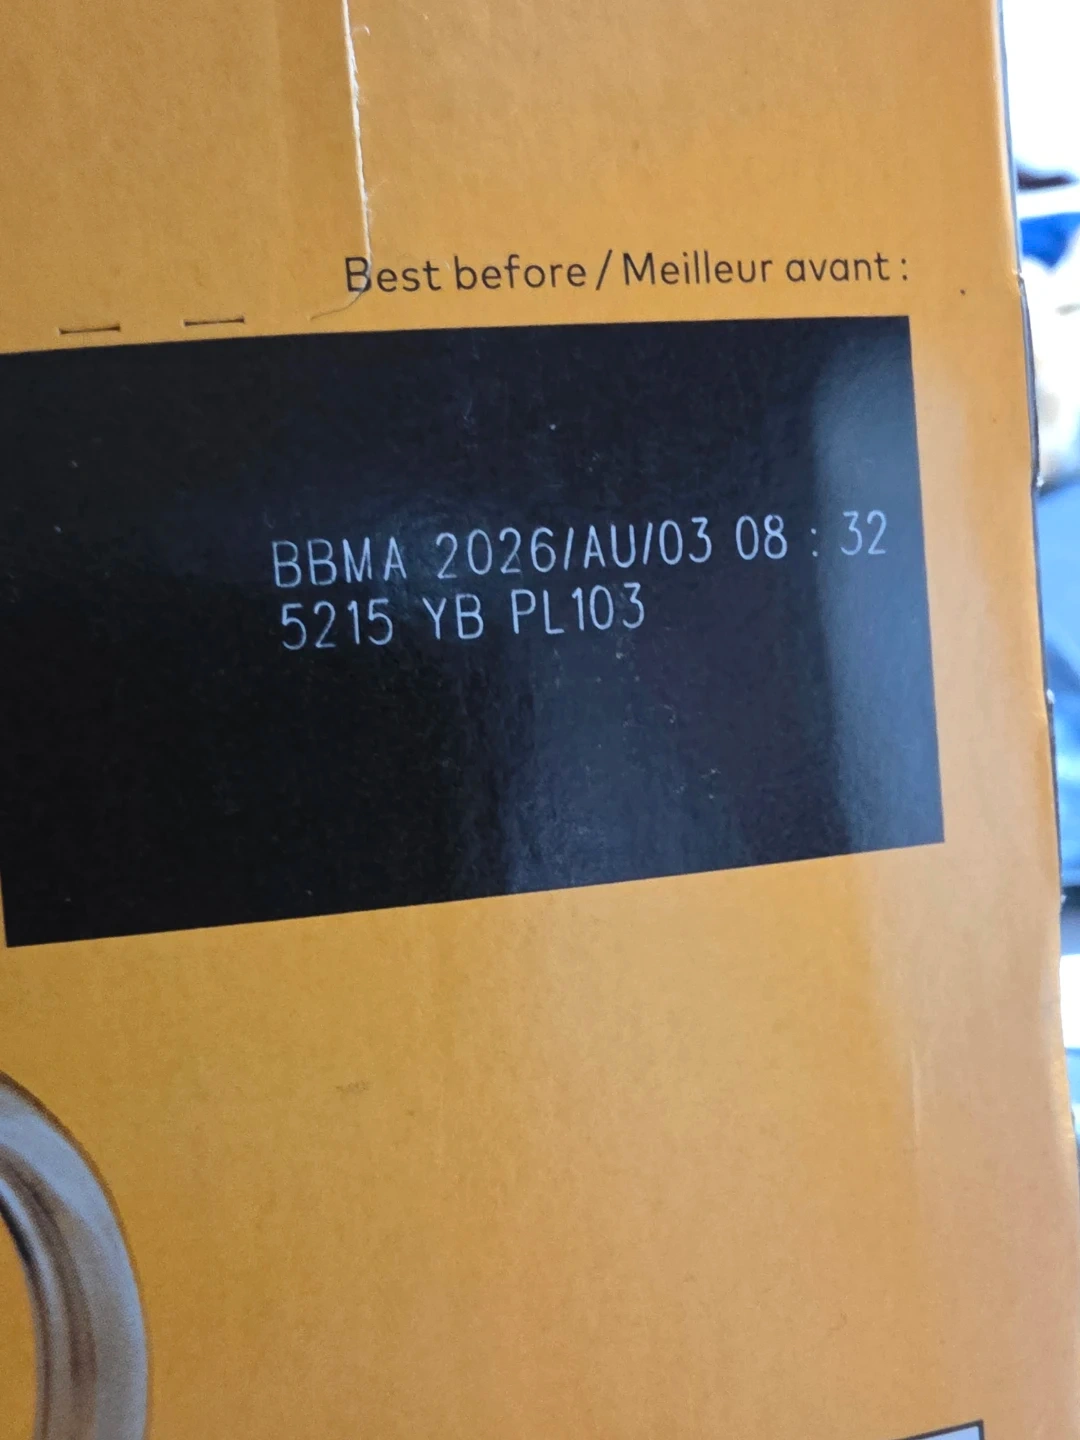 Best before / Meilleur avant :
BBMA 2026/AU/03 08 : 32
5215 YB PL103